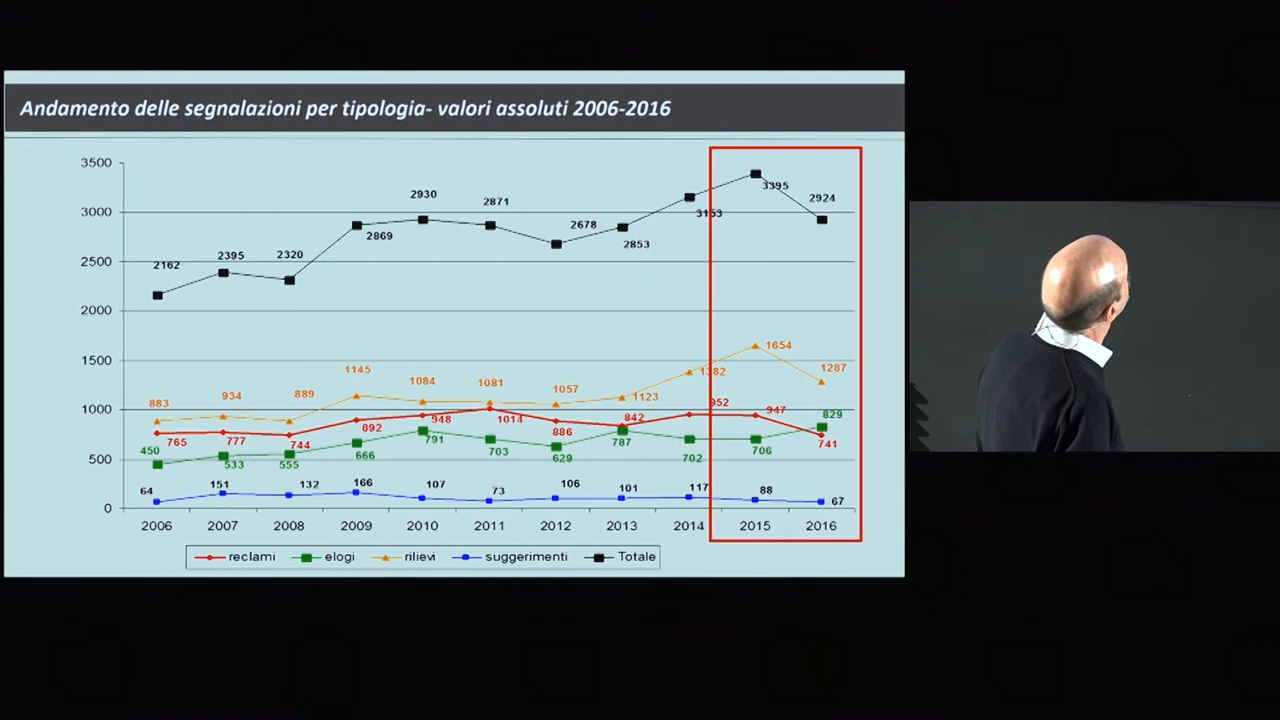 Andamento delle segnalazioni per tipologia- valori assoluti 2006-2016
3500
3000
2500
2000
1500
1000
500
0
2162 2395 2320 2869 2930 2871 2678 2853 3153 3395 2924
883 934 889 1145 1084 1081 1057 1123 1382 1654 1287
765 777 744 892 948 1014 886 842 952 947 741
450 533 555 666 791 703 629 787 702 706 829
64 151 132 166 107 73 106 101 117 88 67
2006 2007 2008 2009 2010 2011 2012 2013 2014 2015 2016
reclami elogi rilievi suggerimenti Totale